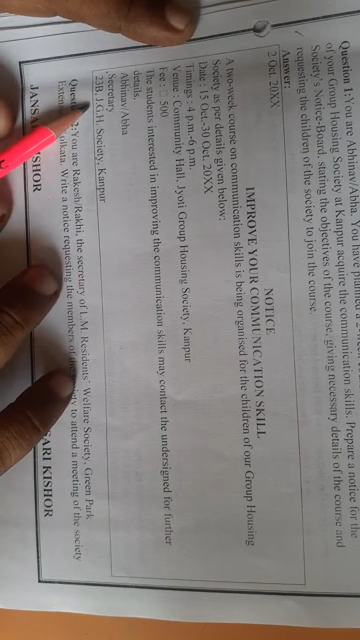 Question 1: You are Abhinav/Abha. You have
of your Group Housing Society at Kanpur acquire the communication skills. Prepare a notice for the
Society's Notice-Board, stating the objectives of the course, giving necessary details of the course and
requesting the children of the society to join the course.
Answer:
2 Oct. 20XX
NOTICE
IMPROVE YOUR COMMUNICATION SKILL
A two-week course on communication skills is being organised for the children of our Group Housing
Society as per details given below:
Date : 15 Oct.-30 Oct. 20XX
Timings : 4 p.m.-6 p.m.
Venue : Community Hall, Jyoti Group Housing Society, Kanpur
Fee : 500
The students interested in improving the communication skills may contact the undersigned for further
details.
Abhinav/Abha
Secretary
23B, J.G.H. Society, Kanpur
2: You are Rakesh/Rakhi, the secretary of L.M. Residents' Welfare Society, Green Park
Write a notice requesting the members of to attend a meeting of the society
KISHOR
KISHOR